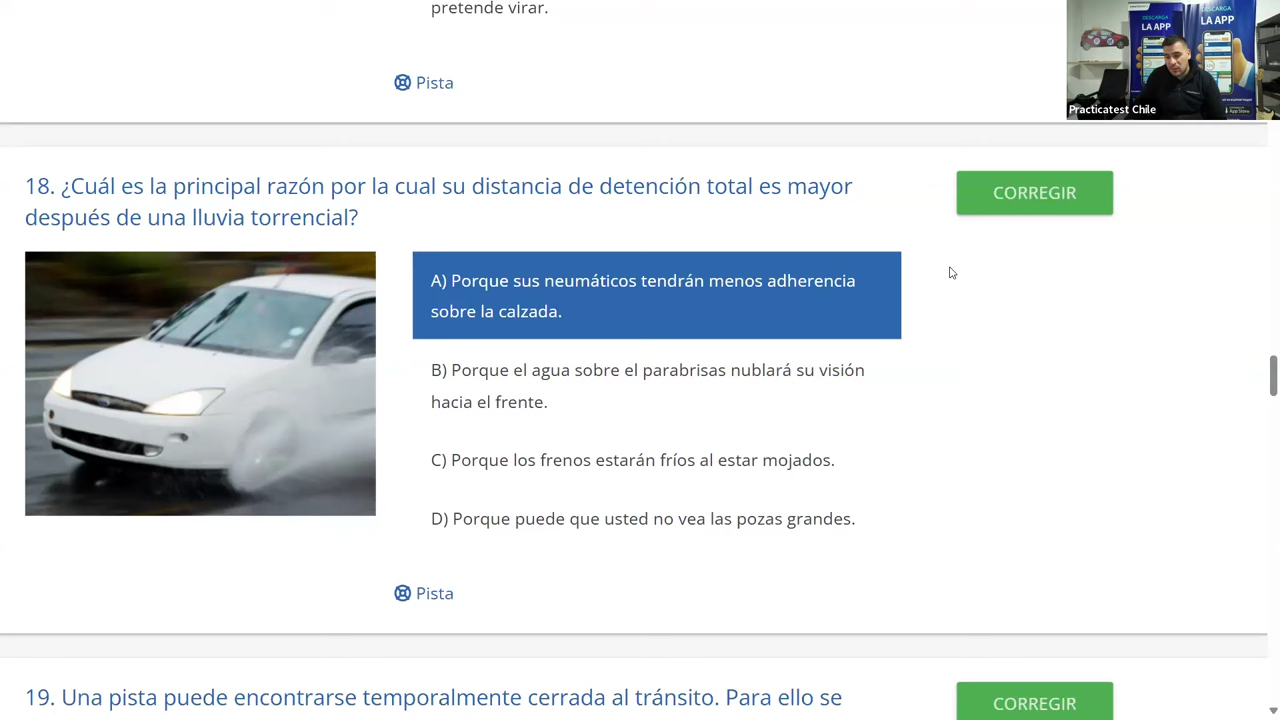 pretende virar.
Pista
DESCARGA
LA APP
DESCARGA
LA APP
Practicatest Chile
18. ¿Cuál es la principal razón por la cual su distancia de detención total es mayor
después de una lluvia torrencial?
CORREGIR
A) Porque sus neumáticos tendrán menos adherencia
sobre la calzada.
B) Porque el agua sobre el parabrisas nublará su visión
hacia el frente.
C) Porque los frenos estarán fríos al estar mojados.
D) Porque puede que usted no vea las pozas grandes.
Pista
19. Una pista puede encontrarse temporalmente cerrada al tránsito. Para ello se
CORREGIR